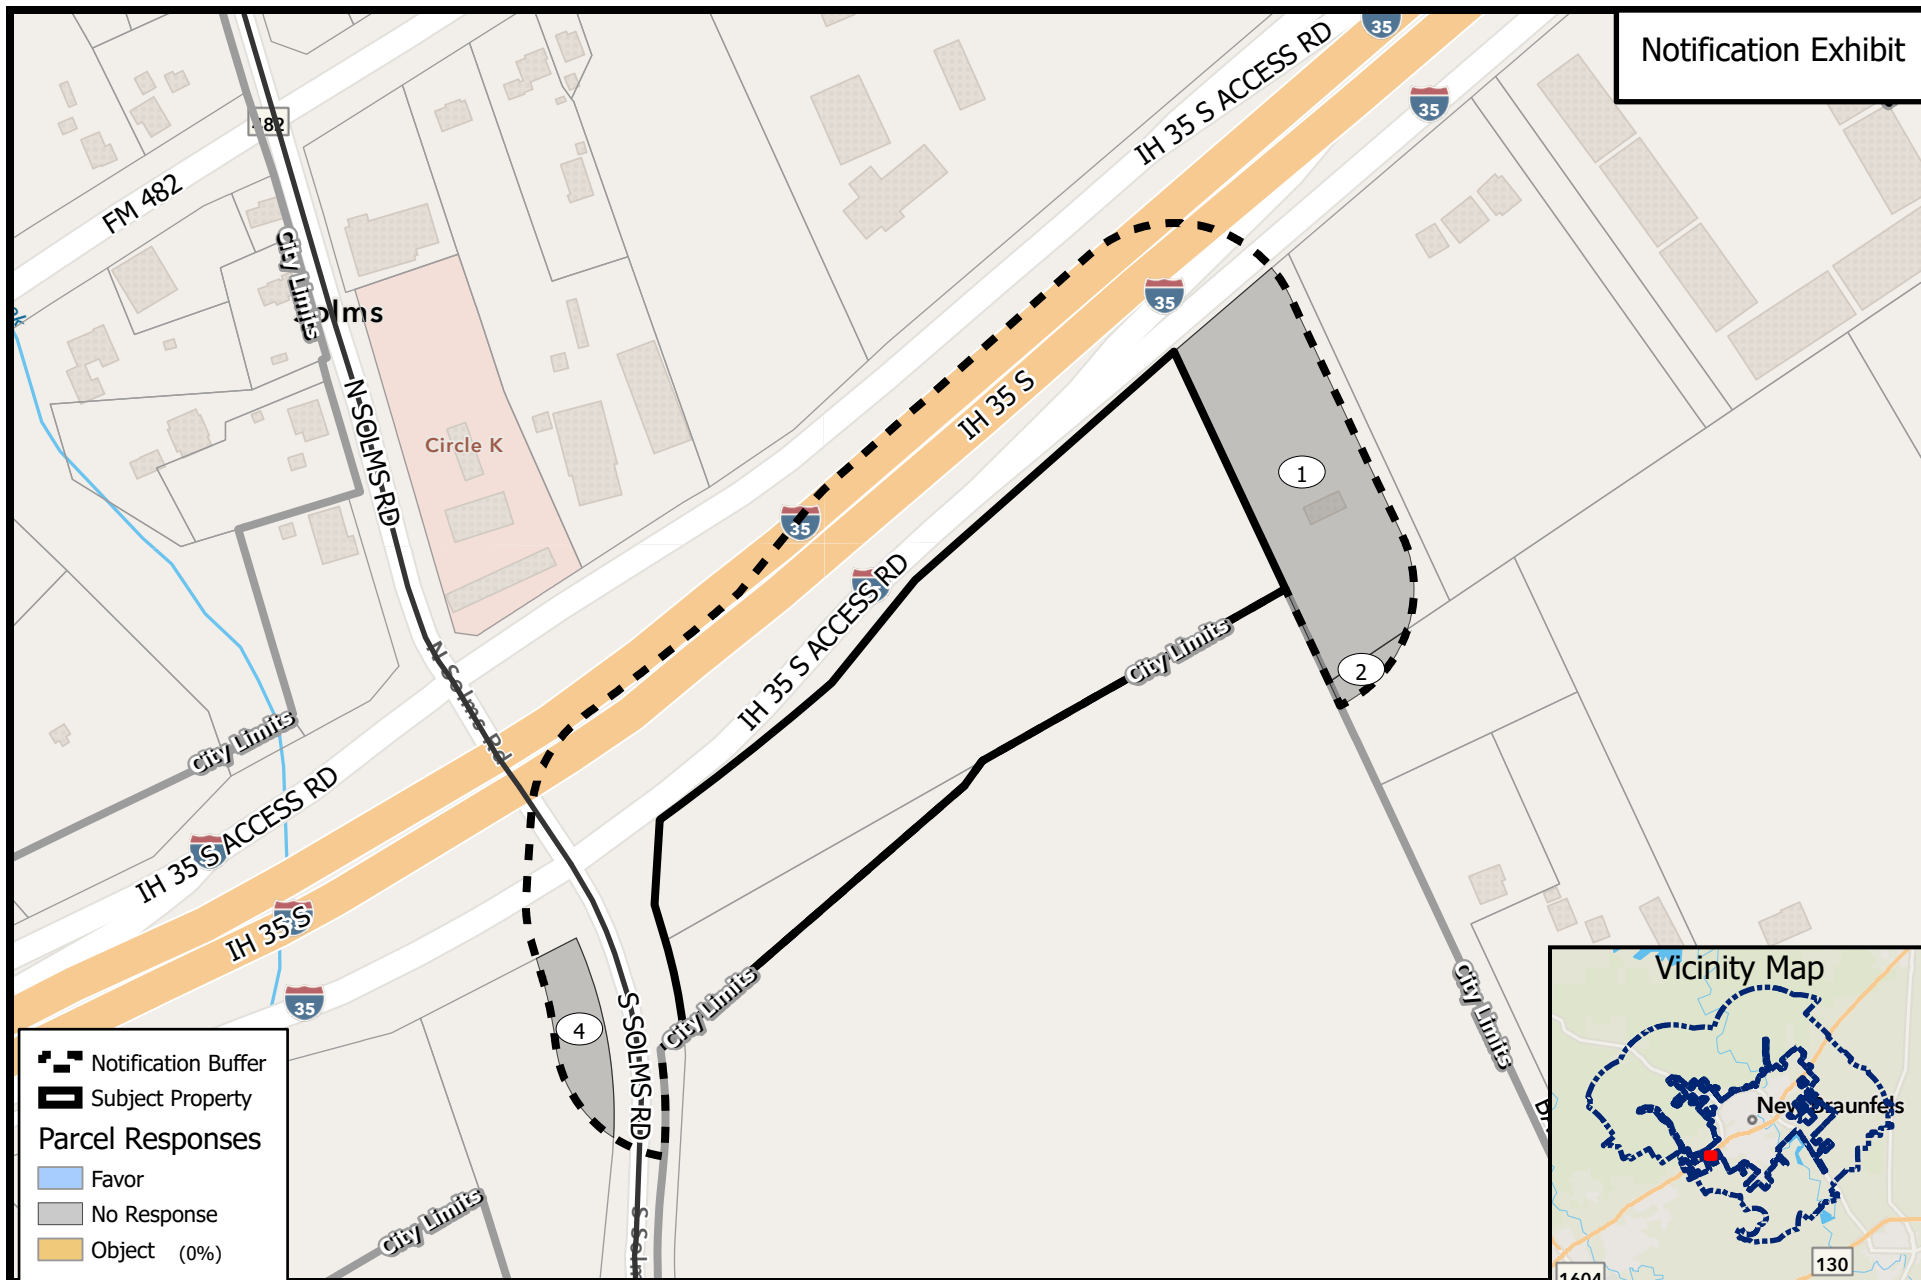 Notification Exhibit
35
IH 35 S ACCESS RD
35
482
FM 482
City Limits
olms
35
N SOLMS RD
IH 35 S
Circle K
1
35
IH 35 S ACCESS RD
City Limits
2
N Solms Rd
City Limits
IH 35 S ACCESS RD
IH 35 S
35
City Limits
City Limits
S SOLMS RD
4
City Limits
Notification Buffer
Subject Property
Parcel Responses
Favor
No Response
Object (0%)
Vicinity Map
New Braunfels
130
1604